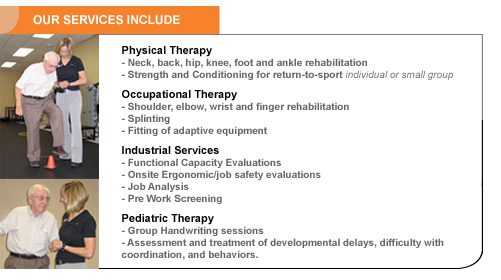 OUR SERVICES INCLUDE
Physical Therapy
- Neck, back, hip, knee, foot and ankle rehabilitation
- Strength and Conditioning for return-to-sport individual or small group
Occupational Therapy
- Shoulder, elbow, wrist and finger rehabilitation
- Splinting
- Fitting of adaptive equipment
Industrial Services
- Functional Capacity Evaluations
- Onsite Ergonomic/job safety evaluations
- Job Analysis
- Pre Work Screening
Pediatric Therapy
- Group Handwriting sessions
- Assessment and treatment of developmental delays, difficulty with
coordination, and behaviors.